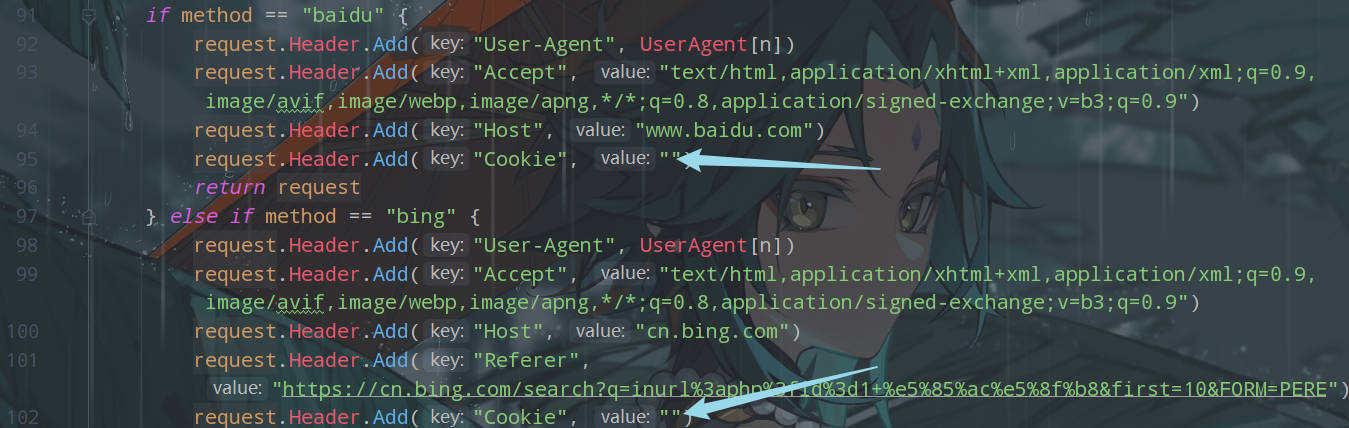 91 if method == "baidu" {
92 request.Header.Add( key: "User-Agent", UserAgent[n])
93 request.Header.Add( key: "Accept", value: "text/html,application/xhtml+xml,application/xml;q=0.9,
image/avif,image/webp,image/apng,*/*;q=0.8,application/signed-exchange;v=b3;q=0.9")
94 request.Header.Add( key: "Host", value: "www.baidu.com")
95 request.Header.Add( key: "Cookie", value: "")
96 return request
97 } else if method == "bing" {
98 request.Header.Add( key: "User-Agent", UserAgent[n])
99 request.Header.Add( key: "Accept", value: "text/html,application/xhtml+xml,application/xml;q=0.9,
image/avif,image/webp,image/apng,*/*;q=0.8,application/signed-exchange;v=b3;q=0.9")
100 request.Header.Add( key: "Host", value: "cn.bing.com")
101 request.Header.Add( key: "Referer",
value: "https://cn.bing.com/search?q=inurl%3aphp%3fid%3d1+%e5%85%ac%e5%8f%b8&first=10&FORM=PERE")
102 request.Header.Add( key: "Cookie", value: "")